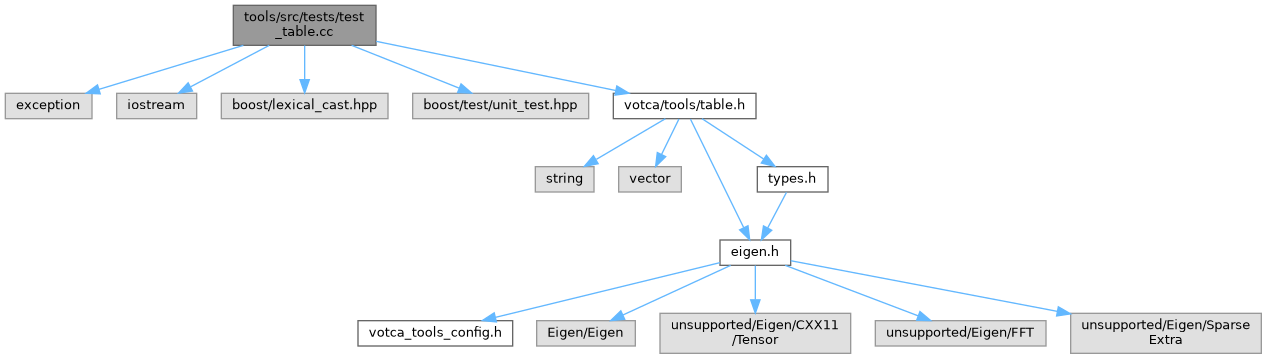 tools/src/tests/test
_table.cc
exception
iostream
boost/lexical_cast.hpp
boost/test/unit_test.hpp
votca/tools/table.h
string
vector
types.h
eigen.h
votca_tools_config.h
Eigen/Eigen
unsupported/Eigen/CXX11
/Tensor
unsupported/Eigen/FFT
unsupported/Eigen/Sparse
Extra